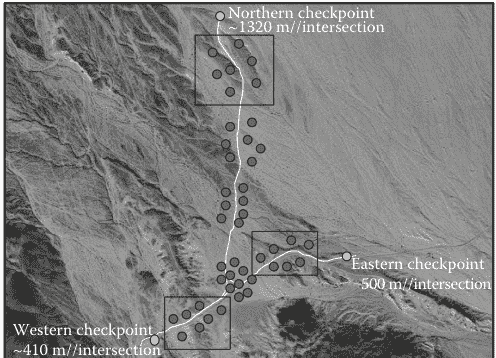 Northern checkpoint
~1320 m//intersection
Eastern checkpoint
500 m//intersection
Western checkpoint
~410 m//intersection